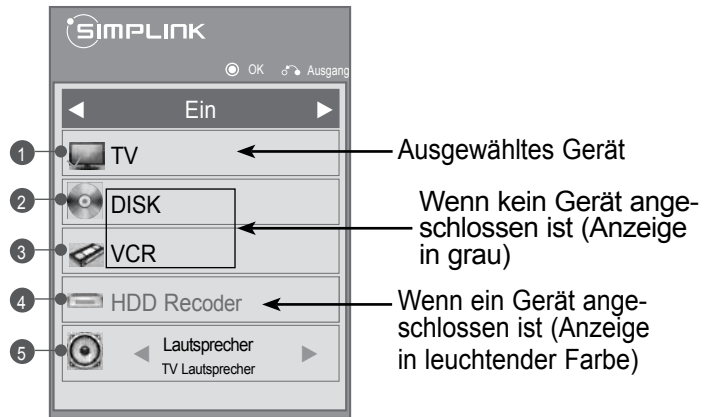 SIMPLINK
OK Ausgang
Ein
1 TV
2 DISK
3 VCR
4 HDD Recoder
5 Lautsprecher
TV Lautsprecher
Ausgewähltes Gerät
Wenn kein Gerät ange-
schlossen ist (Anzeige
in grau)
Wenn ein Gerät ange-
schlossen ist (Anzeige
in leuchtender Farbe)